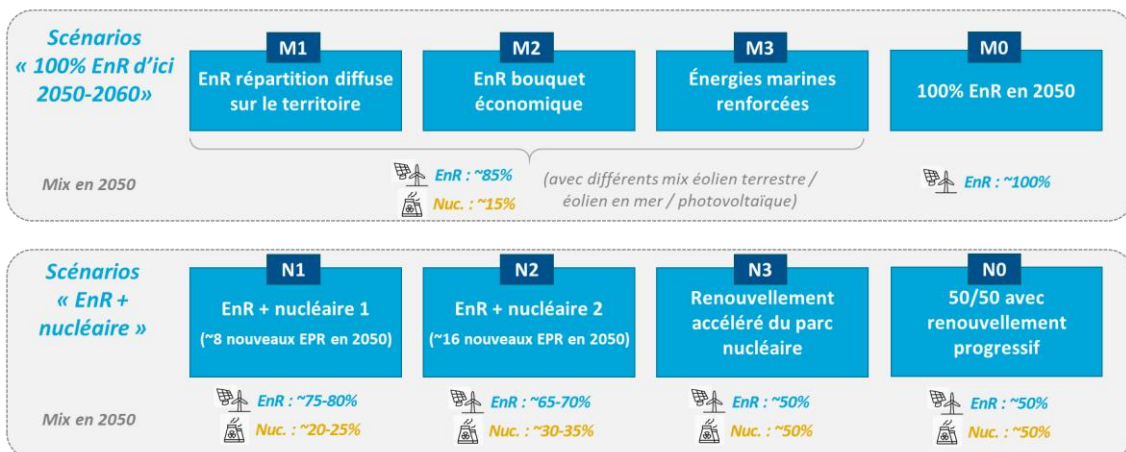 Scénarios
« 100% EnR d’ici
2050-2060»
M1
EnR répartition diffuse
sur le territoire
M2
EnR bouquet
économique
M3
Énergies marines
renforcées
M0
100% EnR en 2050
Mix en 2050
EnR : ~85%
Nuc. : ~15%
(avec différents mix éolien terrestre /
éolien en mer / photovoltaïque)
EnR : ~100%
Scénarios
« EnR +
nucléaire »
N1
EnR + nucléaire 1
(~8 nouveaux EPR en 2050)
N2
EnR + nucléaire 2
(~16 nouveaux EPR en 2050)
N3
Renouvellement
accéléré du parc
nucléaire
N0
50/50 avec
renouvellement
progressif
Mix en 2050
EnR : ~75-80%
Nuc. : ~20-25%
EnR : ~65-70%
Nuc. : ~30-35%
EnR : ~50%
Nuc. : ~50%
EnR : ~50%
Nuc. : ~50%